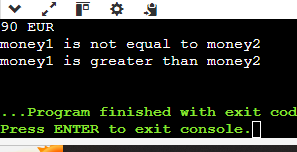 90 EUR
money1 is not equal to money2
money1 is greater than money2
...Program finished with exit cod
Press ENTER to exit console.